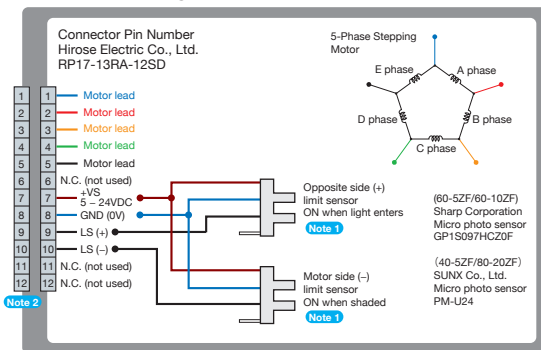 Connector Pin Number
Hirose Electric Co., Ltd.
RP17-13RA-12SD
5-Phase Stepping
Motor
E phase
A phase
D phase
B phase
C phase
1 1 Motor lead
2 2 Motor lead
3 3 Motor lead
4 4 Motor lead
5 5 Motor lead
6 6 N.C. (not used)
7 7 +VS
5 – 24VDC
8 8 GND (0V)
9 9 LS (+)
10 10 LS (–)
11 11 N.C. (not used)
12 12 N.C. (not used)
Note 2
Opposite side (+)
limit sensor
ON when light enters
Note 1
Motor side (–)
limit sensor
ON when shaded
Note 1
(60-5ZF/60-10ZF)
Sharp Corporation
Micro photo sensor
GP1S097HCZ0F
(40-5ZF/80-20ZF)
SUNX Co., Ltd.
Micro photo sensor
PM-U24